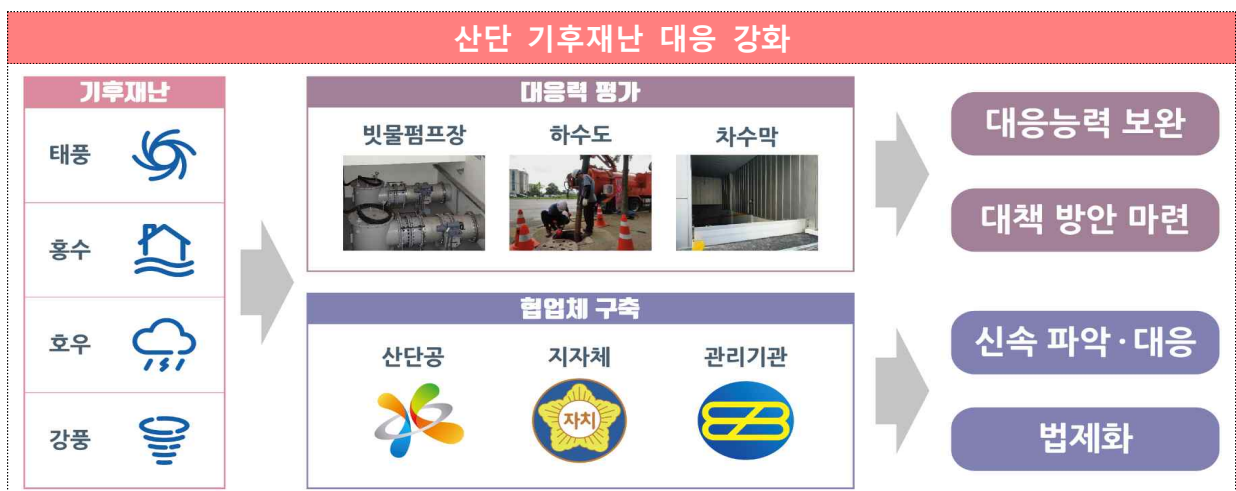 산단 기후재난 대응 강화
기후재난
태풍
홍수
호우
강풍
대응력 평가
빗물펌프장 하수도 차수막
협업체 구축
산단공 지자체 관리기관
자치
대응능력 보완
대책 방안 마련
신속 파악·대응
법제화